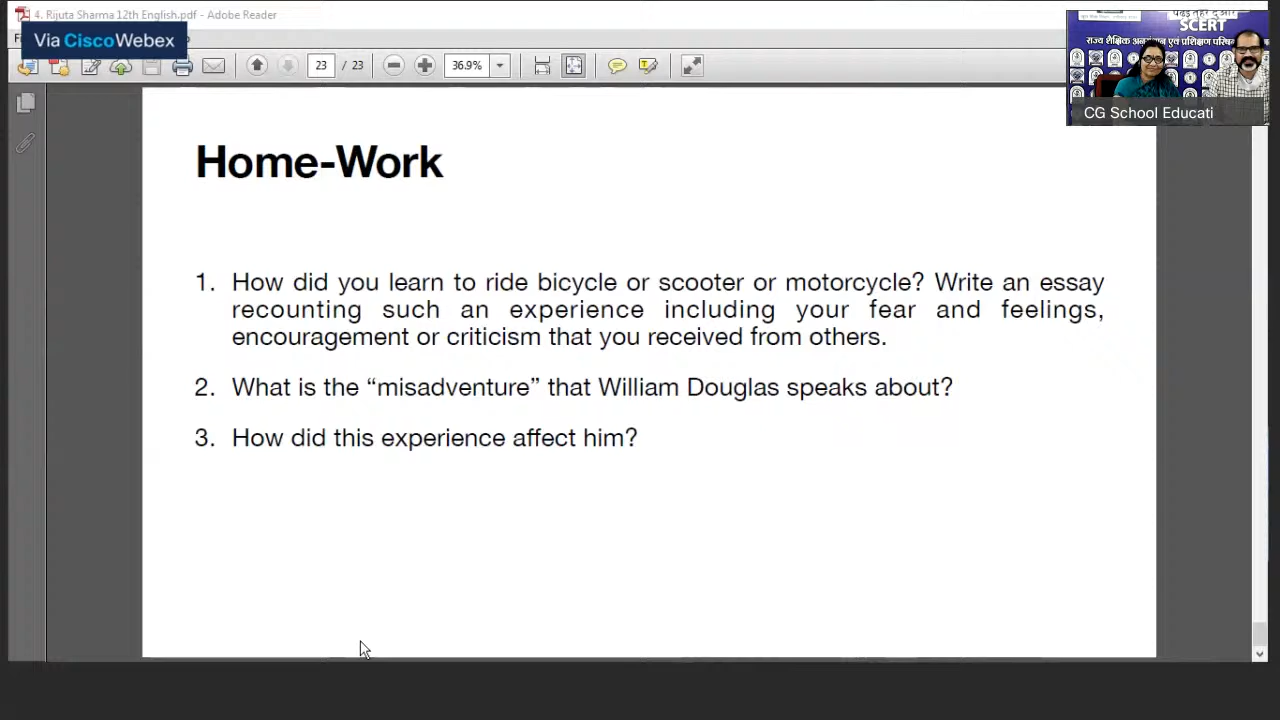 4. Rijuta Sharma 12th English.pdf - Adobe Reader
Via CiscoWebex
23 / 23
36.9%
SCERT
राज्य शैक्षिक
एवं प्रशिक्षण
CG School Educati
Home-Work
1. How did you learn to ride bicycle or scooter or motorcycle? Write an essay
recounting such an experience including your fear and feelings,
encouragement or criticism that you received from others.
2. What is the “misadventure” that William Douglas speaks about?
3. How did this experience affect him?